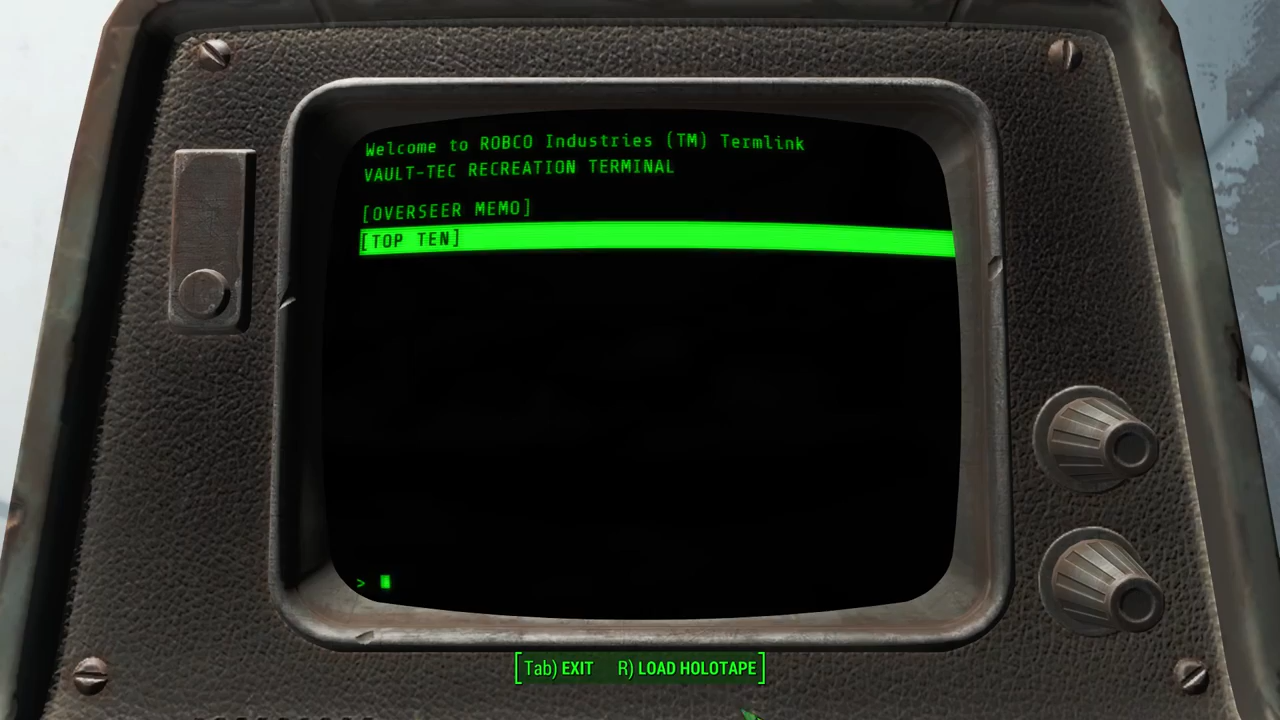 Welcome to ROBCO Industries (TM) Termlink
VAULT-TEC RECREATION TERMINAL
[OVERSEER MEMO]
[TOP TEN]
>
[Tab) EXIT R) LOAD HOLOTAPE]